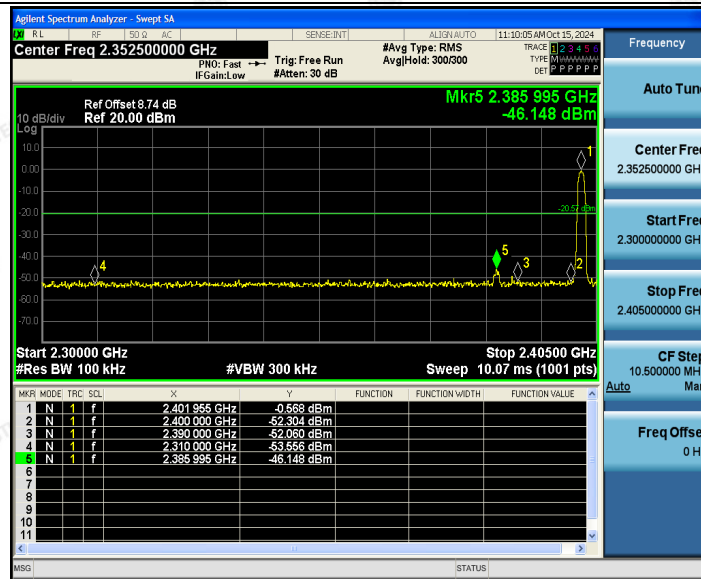 Agilent Spectrum Analyzer - Swept SA
LXI RL RF 50 Ω AC SENSE:INT ALIGN AUTO 11:10:05 AM Oct 15, 2024
Center Freq 2.352500000 GHz #Avg Type: RMS TRACE 1 2 3 4 5 6
PNO: Fast Trig: Free Run Avg|Hold: 300/300 TYPE M WWWWW
IFGain:Low #Atten: 30 dB DET P P P P P P
Ref Offset 8.74 dB Mkr5 2.385 995 GHz
10 dB/div Ref 20.00 dBm -46.148 dBm
Log
10.0
0.00
-10.0
-20.0
-30.0
-40.0
-50.0
-60.0
-70.0
1
-20.57 dBm
5
4
3
2
Start 2.30000 GHz Stop 2.40500 GHz
#Res BW 100 kHz #VBW 300 kHz Sweep 10.07 ms (1001 pts)
MKR MODE TRC SCL X Y FUNCTION FUNCTION WIDTH FUNCTION VALUE
1 N 1 f 2.401 955 GHz -0.568 dBm
2 N 1 f 2.400 000 GHz -52.304 dBm
3 N 1 f 2.390 000 GHz -52.060 dBm
4 N 1 f 2.310 000 GHz -53.556 dBm
5 N 1 f 2.385 995 GHz -46.148 dBm
6
7
8
9
10
11
MSG STATUS
Frequency
Auto Tun
Center Fre
2.352500000 GH
Start Fre
2.300000000 GH
Stop Fre
2.405000000 GH
CF Ste
10.500000 MH
Auto Ma
Freq Offse
0 H